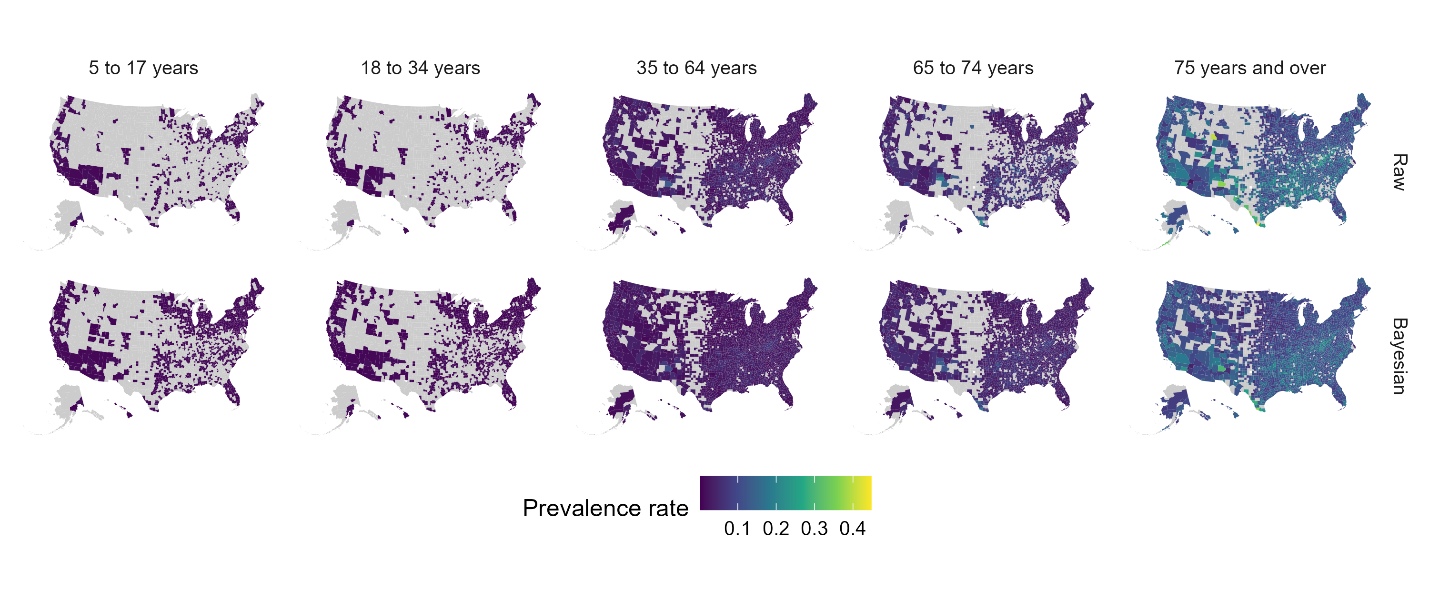 5 to 17 years
18 to 34 years
35 to 64 years
65 to 74 years
75 years and over
Raw
Bayesian
Prevalence rate
0.1 0.2 0.3 0.4